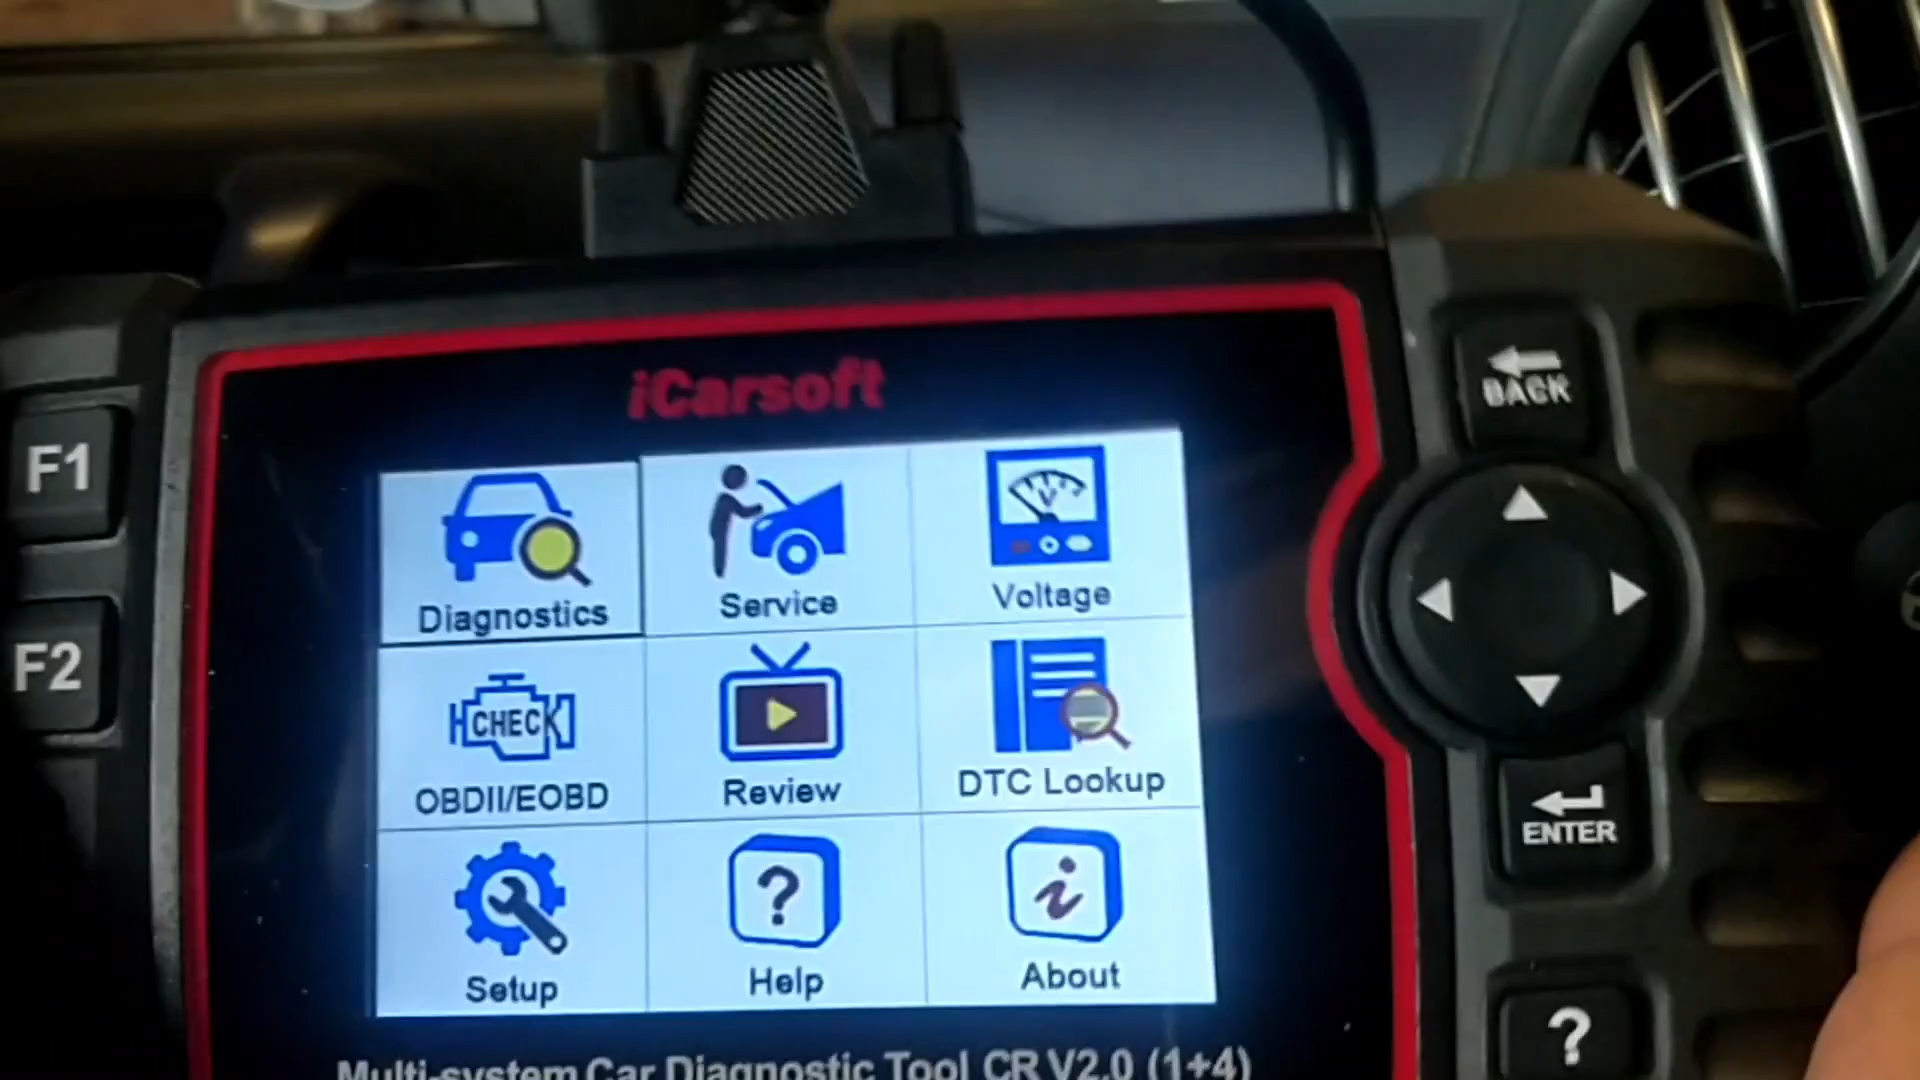 iCarsoft
BACK
F1
Diagnostics
Service
V
Voltage
F2
CHECK
OBDII/EOBD
Review
DTC Lookup
ENTER
?
i
Setup
Help
About
?
Multi-system Car Diagnostic Tool CR V2.0 (1+4)